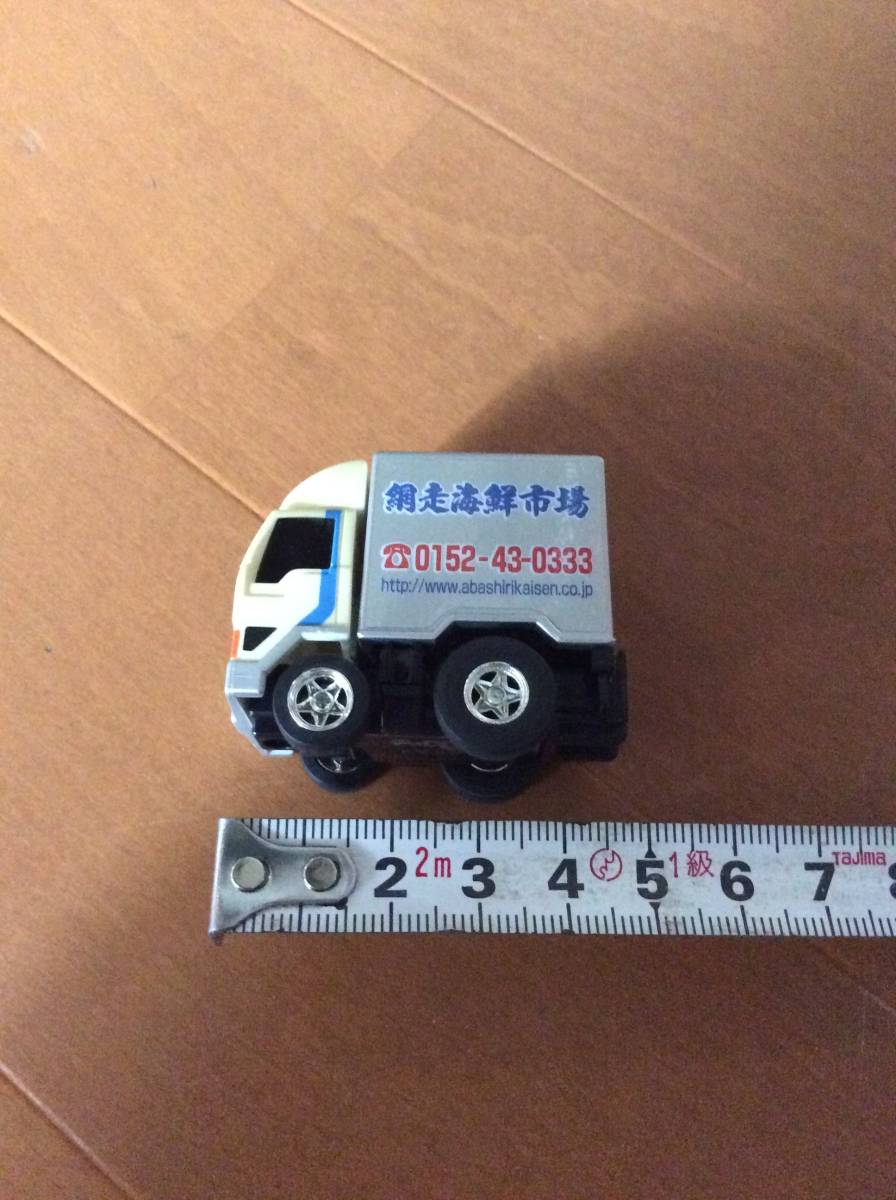 網走海鮮市場
☎0152-43-0333
http://www.abashirikaisen.co.jp
2 2m 3 4 5 1級 6 7 Tajima 8